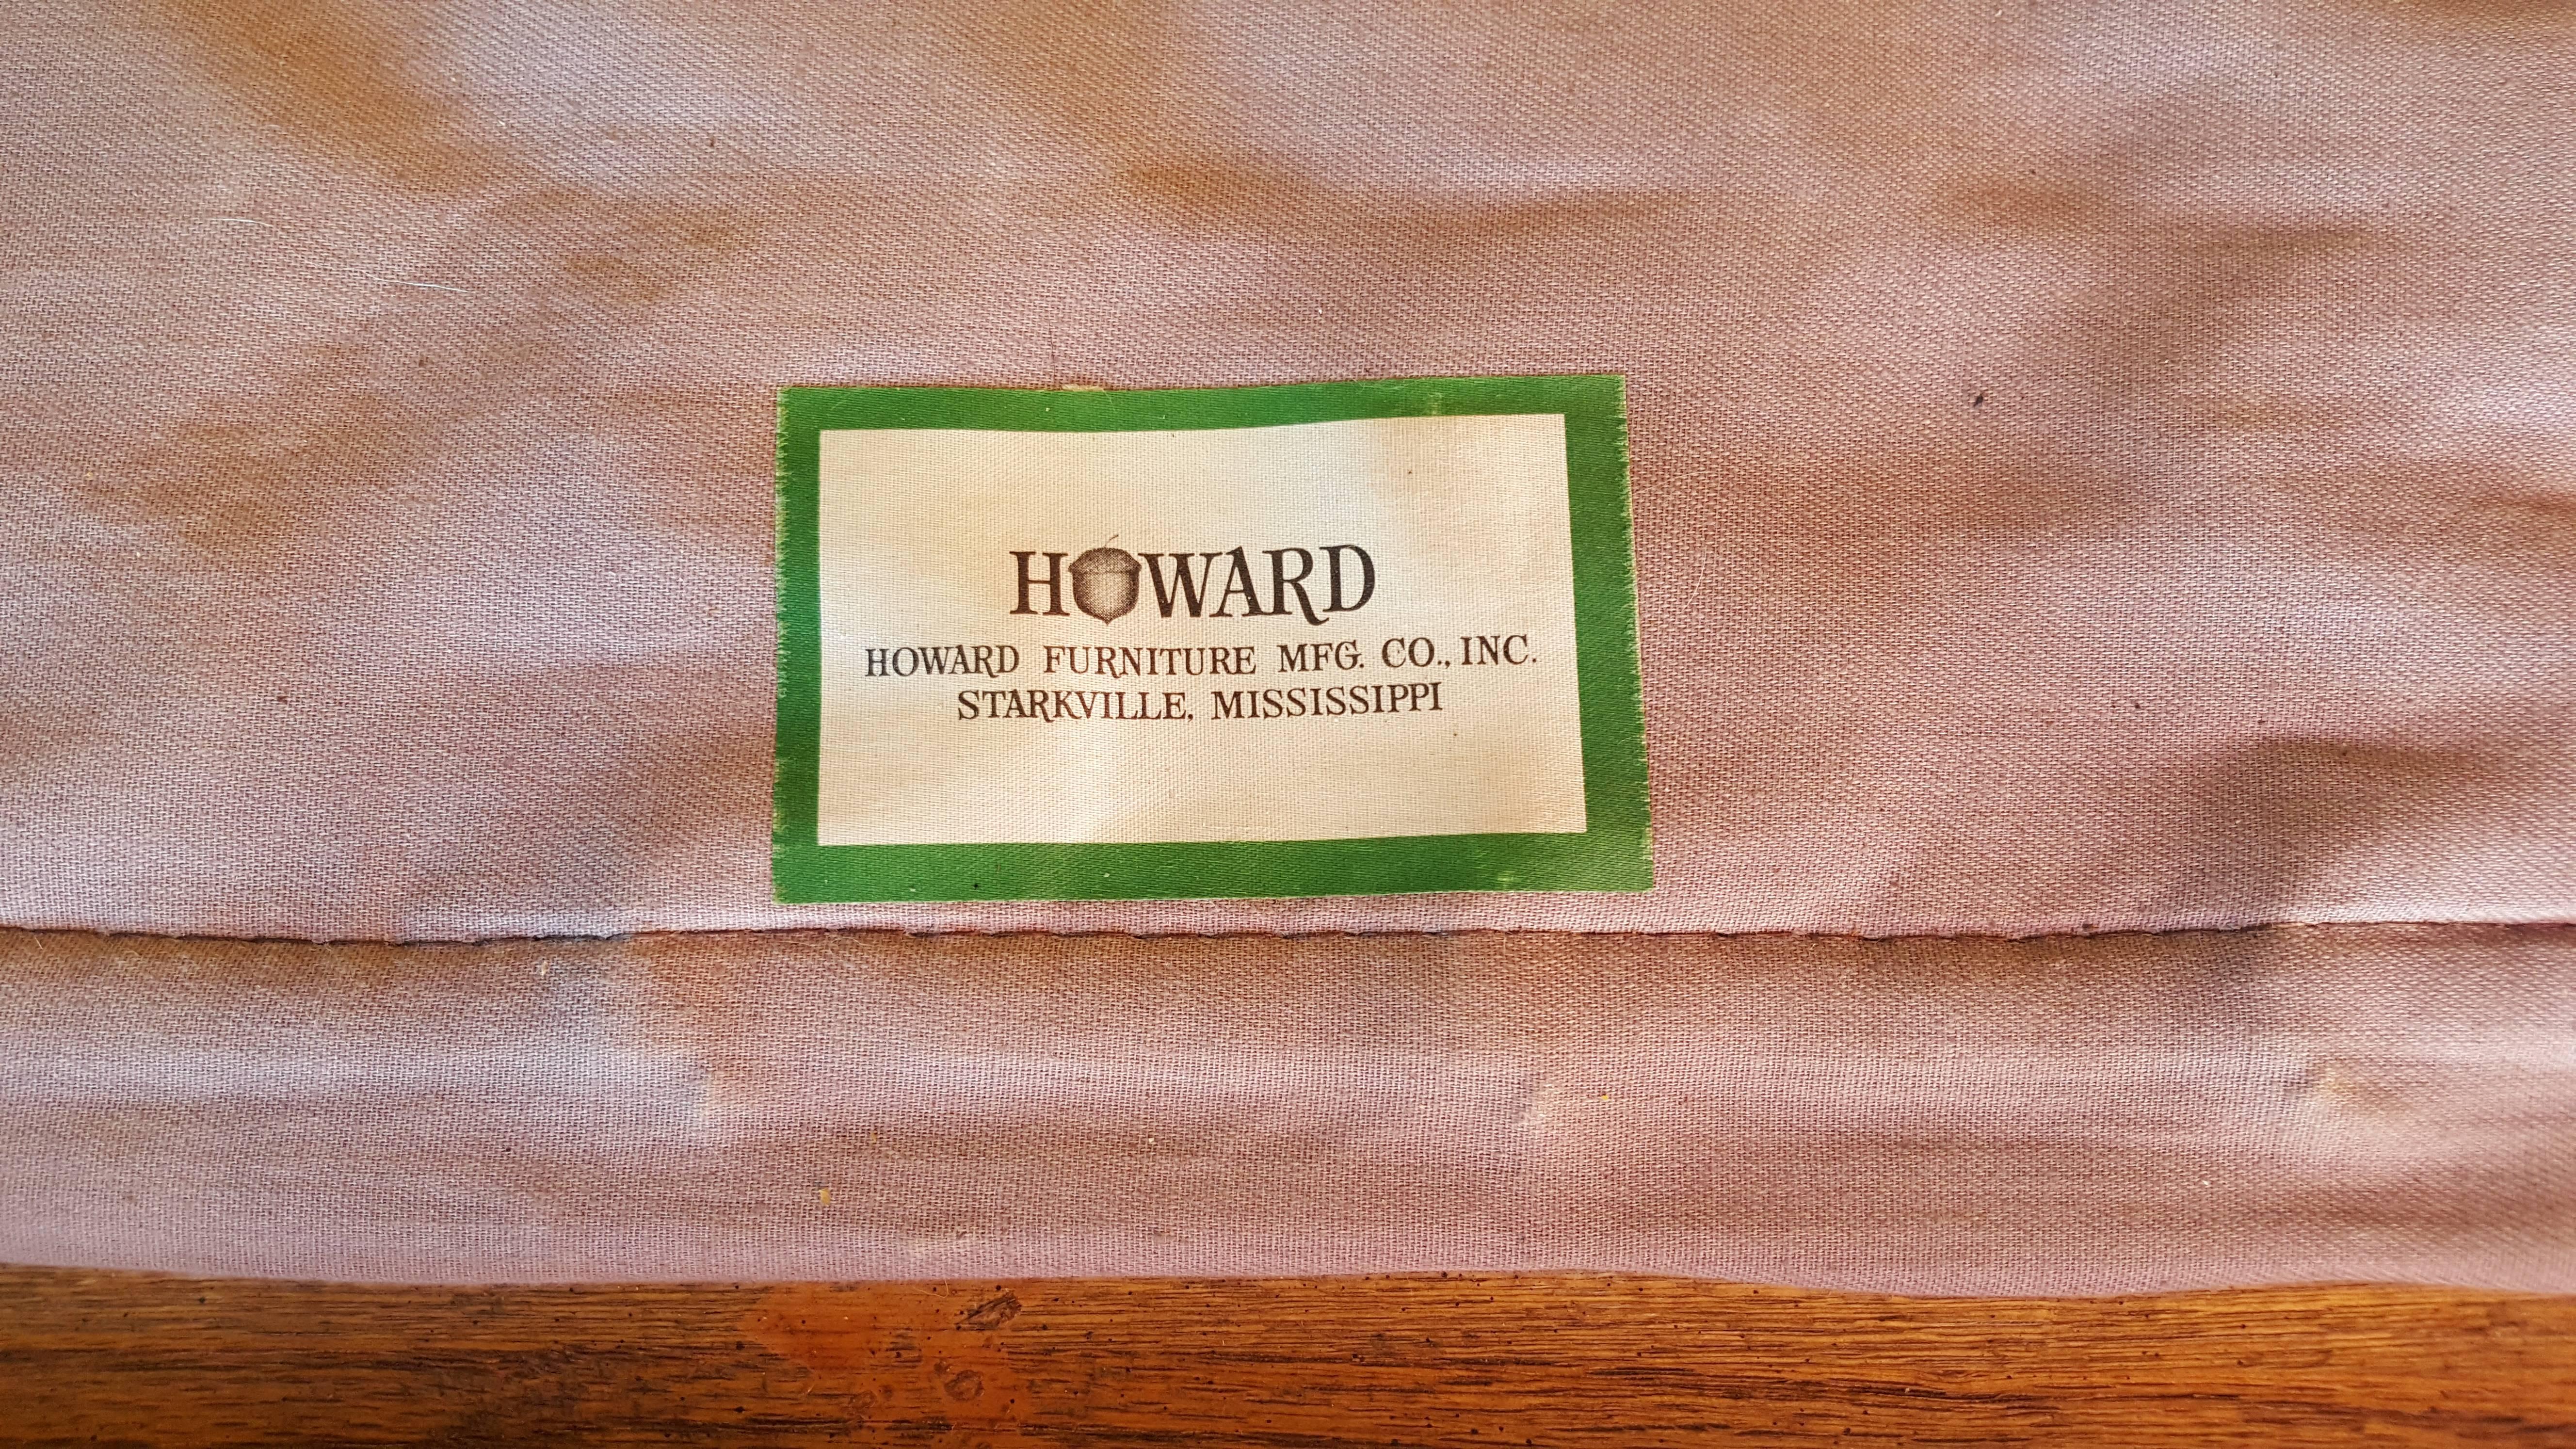 HOWARD
HOWARD FURNITURE MFG. CO., INC.
STARKVILLE, MISSISSIPPI